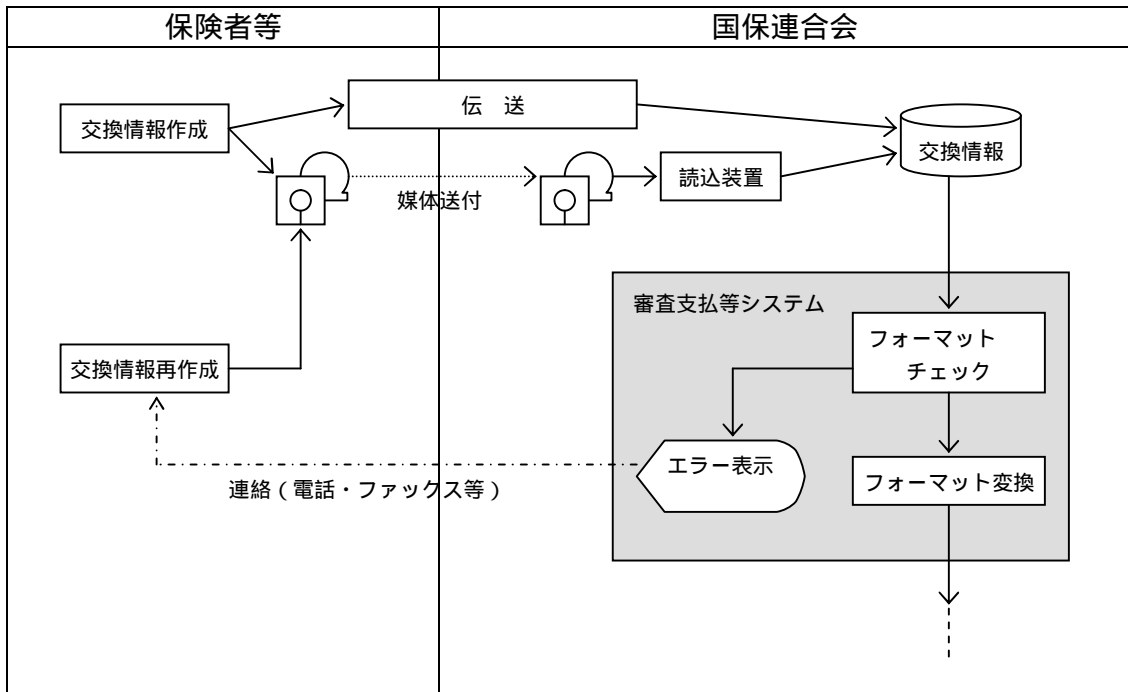 保険者等
国保連合会
伝　送
交換情報作成
交換情報
読込装置
媒体送付
審査支払等システム
フォーマット
チェック
交換情報再作成
エラー表示
フォーマット変換
連絡（電話・ファックス等）